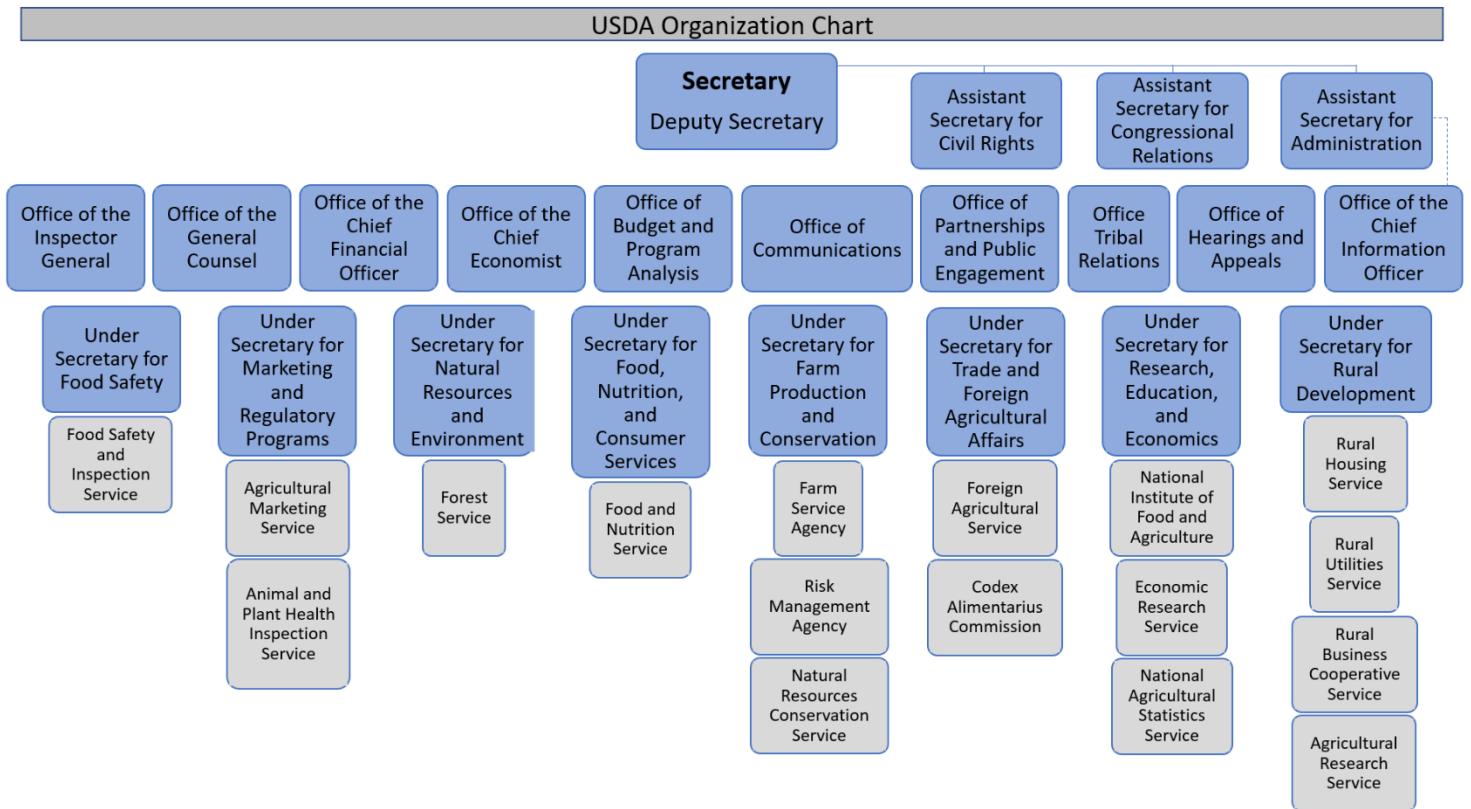 USDA Organization Chart
Secretary
Deputy Secretary
Assistant
Secretary for
Civil Rights
Assistant
Secretary for
Congressional
Relations
Assistant
Secretary for
Administration
Office of the
Inspector
General
Office of the
General
Counsel
Office of the
Chief
Financial
Officer
Office of the
Chief
Economist
Office of
Budget and
Program
Analysis
Office of
Communications
Office of
Partnerships
and Public
Engagement
Office
Tribal
Relations
Office of
Hearings and
Appeals
Office of the
Chief
Information
Officer
Under
Secretary for
Food Safety
Food Safety
and
Inspection
Service
Under
Secretary for
Marketing
and
Regulatory
Programs
Agricultural
Marketing
Service
Animal and
Plant Health
Inspection
Service
Under
Secretary for
Natural
Resources
and
Environment
Forest
Service
Under
Secretary for
Food,
Nutrition,
and
Consumer
Services
Food and
Nutrition
Service
Under
Secretary for
Farm
Production
and
Conservation
Farm
Service
Agency
Risk
Management
Agency
Natural
Resources
Conservation
Service
Under
Secretary for
Trade and
Foreign
Agricultural
Affairs
Foreign
Agricultural
Service
Codex
Alimentarius
Commission
Under
Secretary for
Research,
Education,
and
Economics
National
Institute of
Food and
Agriculture
Economic
Research
Service
National
Agricultural
Statistics
Service
Under
Secretary for
Rural
Development
Rural
Housing
Service
Rural
Utilities
Service
Rural
Business
Cooperative
Service
Agricultural
Research
Service